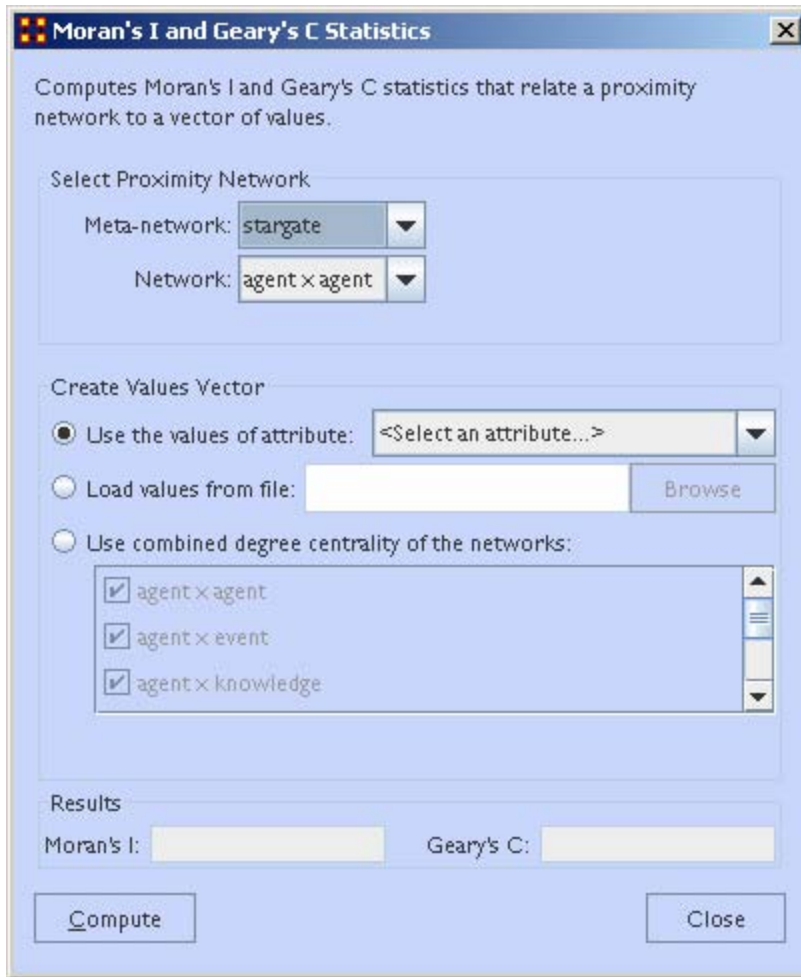 Moran's I and Geary's C Statistics
Computes Moran's I and Geary's C statistics that relate a proximity
network to a vector of values.
Select Proximity Network
Meta-network: stargate
Network: agent × agent
Create Values Vector
Use the values of attribute: <Select an attribute...>
Load values from file: Browse
Use combined degree centrality of the networks:
agent × agent
agent × event
agent × knowledge
Results
Moran's I: Geary's C:
Compute Close